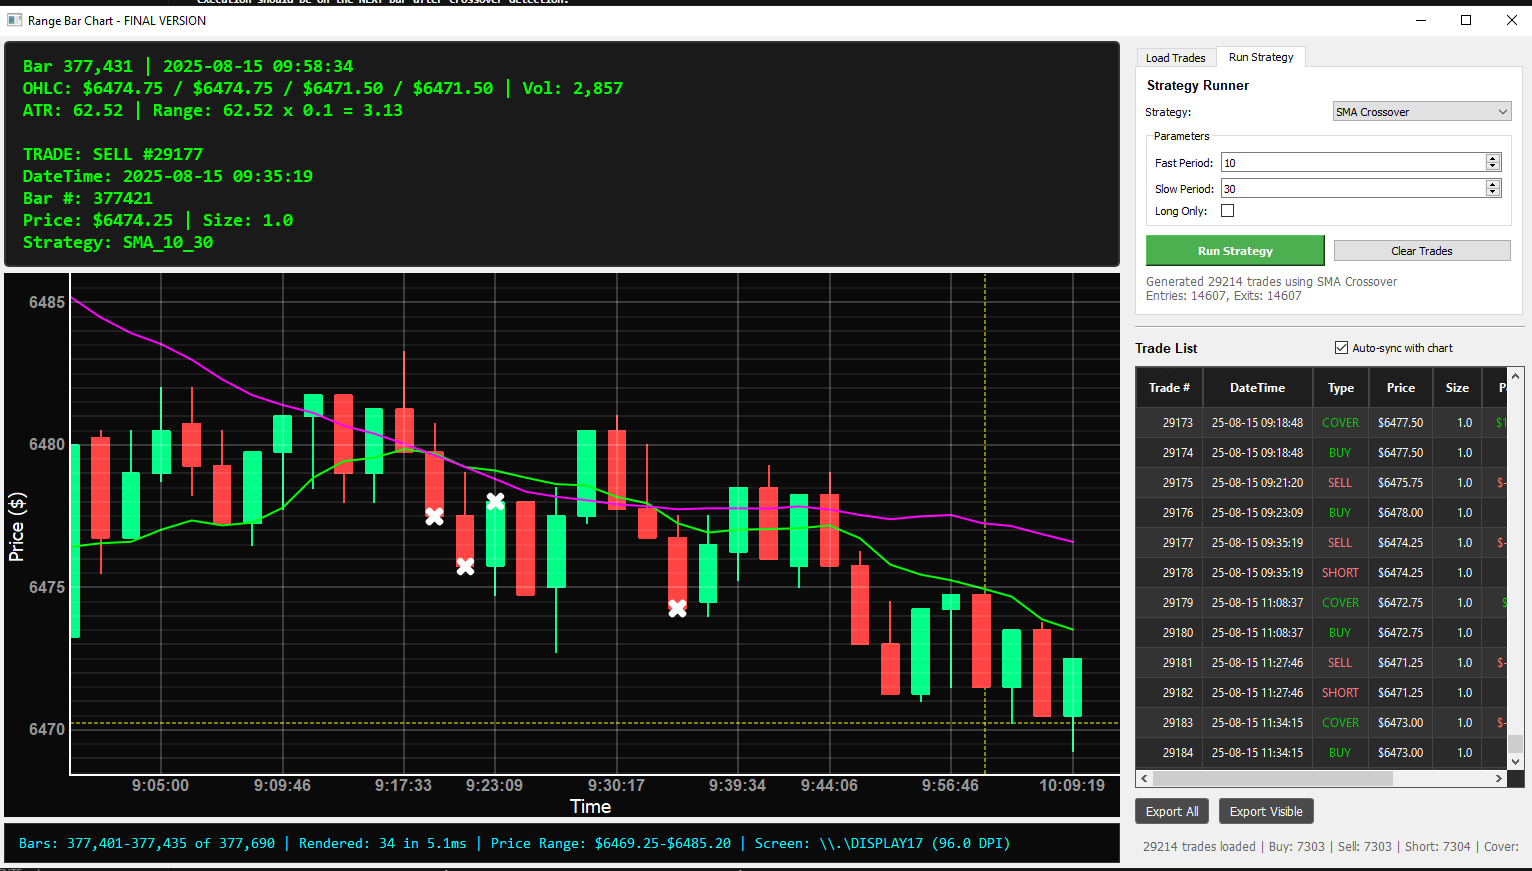 Execution should be on the NEXT bar after crossover detection.
Range Bar Chart - FINAL VERSION
Bar 377,431 | 2025-08-15 09:58:34
OHLC: $6474.75 / $6474.75 / $6471.50 / $6471.50 | Vol: 2,857
ATR: 62.52 | Range: 62.52 x 0.1 = 3.13
TRADE: SELL #29177
DateTime: 2025-08-15 09:35:19
Bar #: 377421
Price: $6474.25 | Size: 1.0
Strategy: SMA_10_30
6485
6480
6475
6470
Price ($)
9:05:00 9:09:46 9:17:33 9:23:09 9:30:17 9:39:34 9:44:06 9:56:46 10:09:19
Time
Bars: 377,401-377,435 of 377,690 | Rendered: 34 in 5.1ms | Price Range: $6469.25-$6485.20 | Screen: \\.\DISPLAY17 (96.0 DPI)
Load Trades Run Strategy
Strategy Runner
Strategy: SMA Crossover
Parameters
Fast Period: 10
Slow Period: 30
Long Only:
Run Strategy Clear Trades
Generated 29214 trades using SMA Crossover
Entries: 14607, Exits: 14607
Trade List Auto-sync with chart
Trade # DateTime Type Price Size P
29173 25-08-15 09:18:48 COVER $6477.50 1.0 $1
29174 25-08-15 09:18:48 BUY $6477.50 1.0
29175 25-08-15 09:21:20 SELL $6475.75 1.0 $-
29176 25-08-15 09:23:09 BUY $6478.00 1.0
29177 25-08-15 09:35:19 SELL $6474.25 1.0 $-
29178 25-08-15 09:35:19 SHORT $6474.25 1.0
29179 25-08-15 11:08:37 COVER $6472.75 1.0 $
29180 25-08-15 11:08:37 BUY $6472.75 1.0
29181 25-08-15 11:27:46 SELL $6471.25 1.0 $-
29182 25-08-15 11:27:46 SHORT $6471.25 1.0
29183 25-08-15 11:34:15 COVER $6473.00 1.0 $-
29184 25-08-15 11:34:15 BUY $6473.00 1.0
Export All Export Visible
29214 trades loaded | Buy: 7303 | Sell: 7303 | Short: 7304 | Cover: